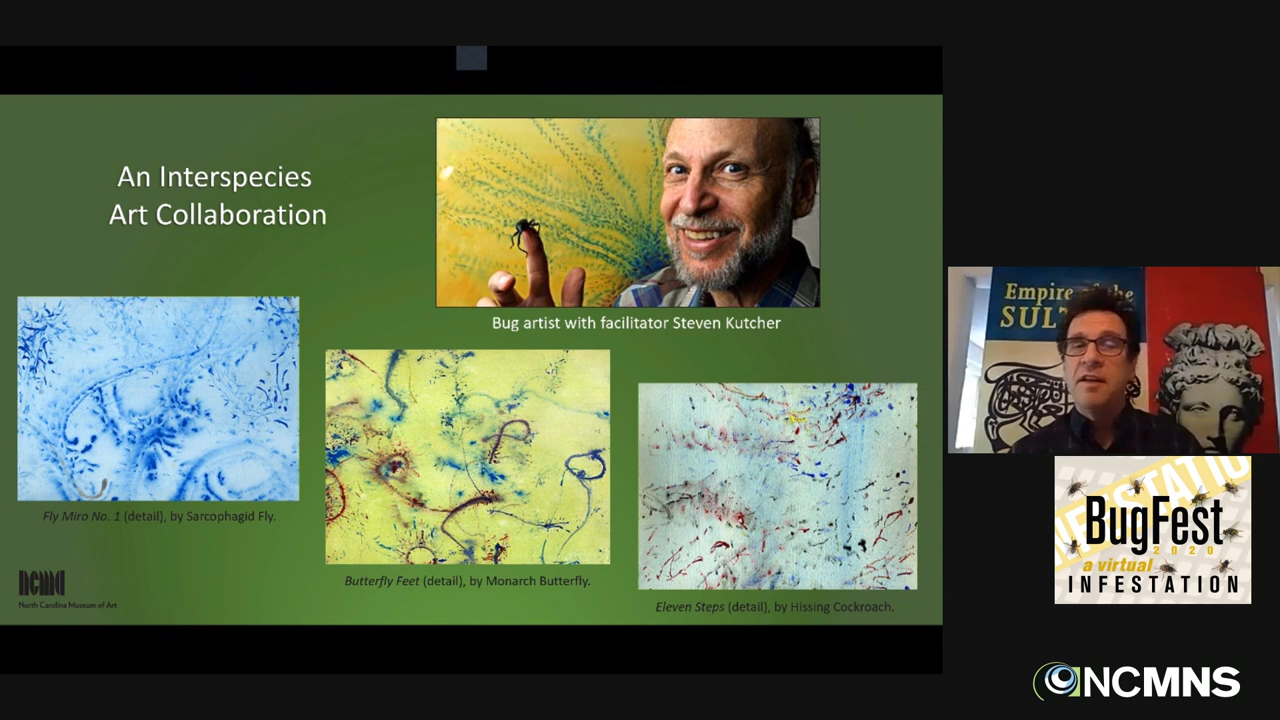 An Interspecies
Art Collaboration
Bug artist with facilitator Steven Kutcher
Fly Miro No. 1 (detail), by Sarcophagid Fly.
Butterfly Feet (detail), by Monarch Butterfly.
Eleven Steps (detail), by Hissing Cockroach.
ncma
North Carolina Museum of Art
Empire of the
SUL
BugFest
2020
a virtual
INFESTATION
NCMNS